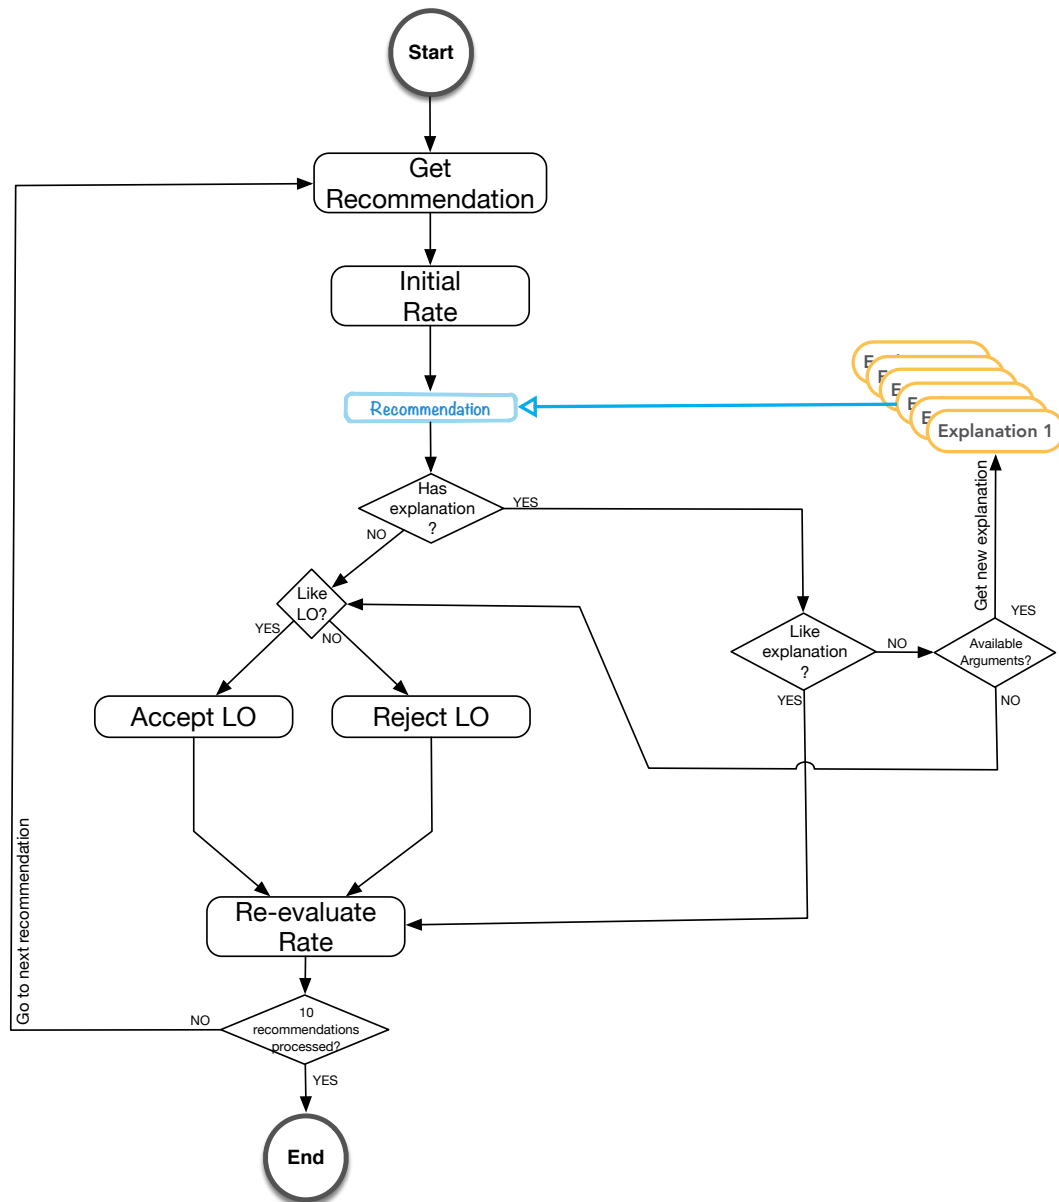 Start
Get
Recommendation
Initial
Rate
Recommendation
E
E
E
E
E
Explanation 1
Get new explanation
Has
explanation
?
YES
NO
Like
LO?
YES
NO
Like
explanation
?
NO
YES
Available
Arguments?
YES
NO
Accept LO
Reject LO
Go to next recommendation
Re-evaluate
Rate
10
recommendations
processed?
NO
YES
End